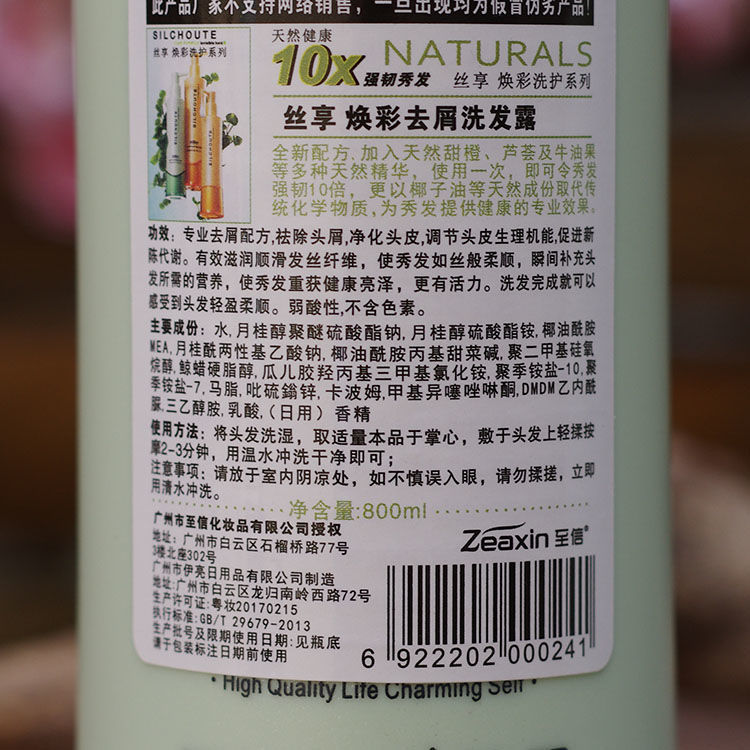 此产品厂家不支持网络销售，一旦出现均为假冒伪劣产品！
SILCHOUTE
丝享 焕彩洗护系列
天然健康
10x 强韧秀发
NATURALS
丝享 焕彩洗护系列
丝享 焕彩去屑洗发露
全新配方、加入天然甜橙、芦荟及牛油果
等多种天然精华，使用一次，即可令秀发
强韧10倍，更以椰子油等天然成份取代传
统化学物质,为秀发提供健康的专业效果。
功效：专业去屑配方,祛除头屑,净化头皮,调节头皮生理机能,促进新
陈代谢。有效滋润顺滑发丝纤维，使秀发如丝般柔顺，瞬间补充头
发所需的营养，使秀发重获健康亮泽，更有活力。洗发完成就可以
感受到头发轻盈柔顺。弱酸性,不含色素。
主要成份：水,月桂醇聚醚硫酸酯钠,月桂醇硫酸酯铵,椰油酰胺
MEA,月桂酰两性基乙酸钠,椰油酰胺丙基甜菜碱,聚二甲基硅氧
烷醇,鲸蜡硬脂醇,瓜儿胶羟丙基三甲基氯化铵,聚季铵盐-10,聚
季铵盐-7,马脂,吡硫鎓锌,卡波姆,甲基异噻唑啉酮,DMDM乙内酰
脲,三乙醇胺,乳酸,（日用）香精
使用方法：将头发洗湿，取适量本品于掌心，敷于头发上轻揉按
摩2-3分钟，用温水冲洗干净即可；
注意事项：请放于室内阴凉处，如不慎误入眼，请勿揉搓，立即
用清水冲洗。
净含量:800ml
广州市至信化妆品有限公司授权
地址：广州市白云区石榴桥路77号
3楼北座302号
广州市伊亮日用品有限公司制造
地址:广州市白云区龙归南岭西路72号
生产许可证:粤妆20170215
执行标准:GB/T 29679-2013
生产批号及限期使用日期:见瓶底
请于包装标注日期前使用
Zeaxin 至信®
6 922202 000241
· High Quality Life Charming Self ·